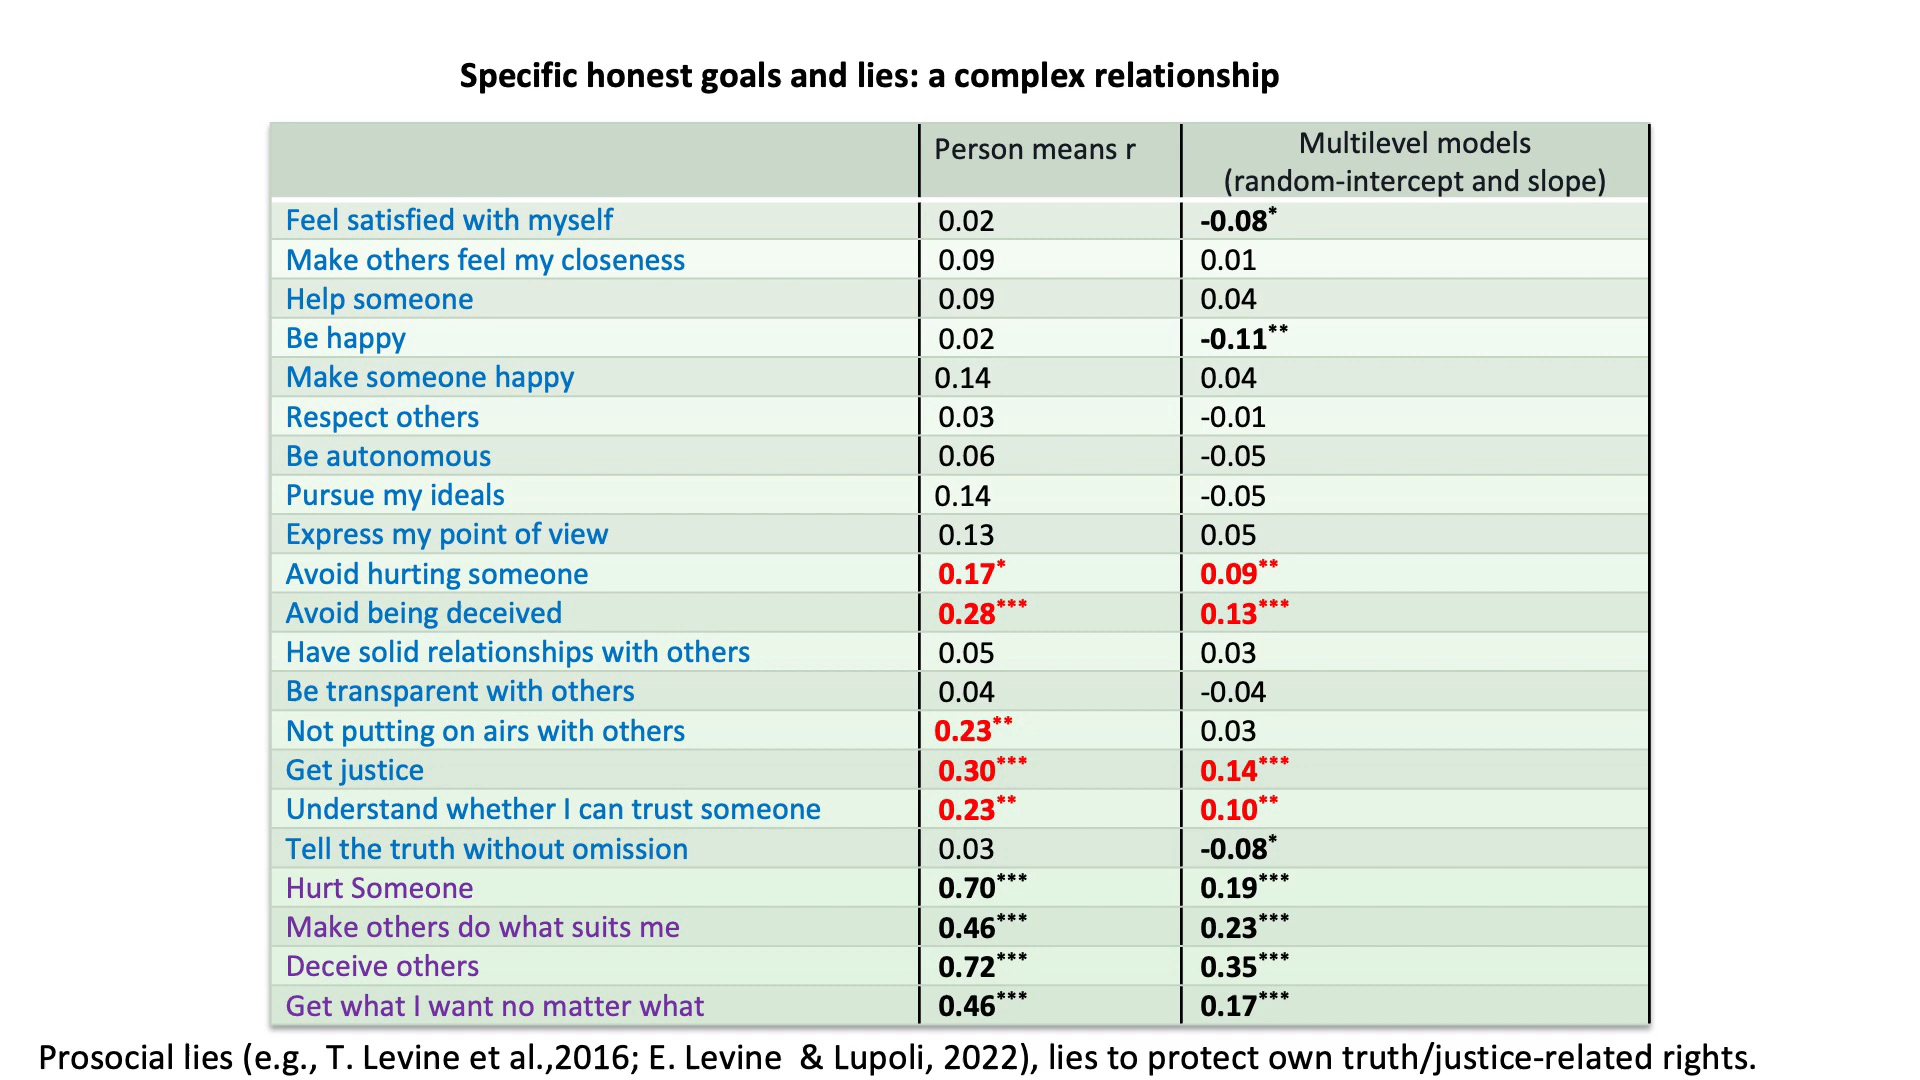 Specific honest goals and lies: a complex relationship
Person means r
Multilevel models
(random-intercept and slope)
Feel satisfied with myself 0.02 -0.08*
Make others feel my closeness 0.09 0.01
Help someone 0.09 0.04
Be happy 0.02 -0.11**
Make someone happy 0.14 0.04
Respect others 0.03 -0.01
Be autonomous 0.06 -0.05
Pursue my ideals 0.14 -0.05
Express my point of view 0.13 0.05
Avoid hurting someone 0.17* 0.09**
Avoid being deceived 0.28*** 0.13***
Have solid relationships with others 0.05 0.03
Be transparent with others 0.04 -0.04
Not putting on airs with others 0.23** 0.03
Get justice 0.30*** 0.14***
Understand whether I can trust someone 0.23** 0.10**
Tell the truth without omission 0.03 -0.08*
Hurt Someone 0.70*** 0.19***
Make others do what suits me 0.46*** 0.23***
Deceive others 0.72*** 0.35***
Get what I want no matter what 0.46*** 0.17***
Prosocial lies (e.g., T. Levine et al.,2016; E. Levine & Lupoli, 2022), lies to protect own truth/justice-related rights.